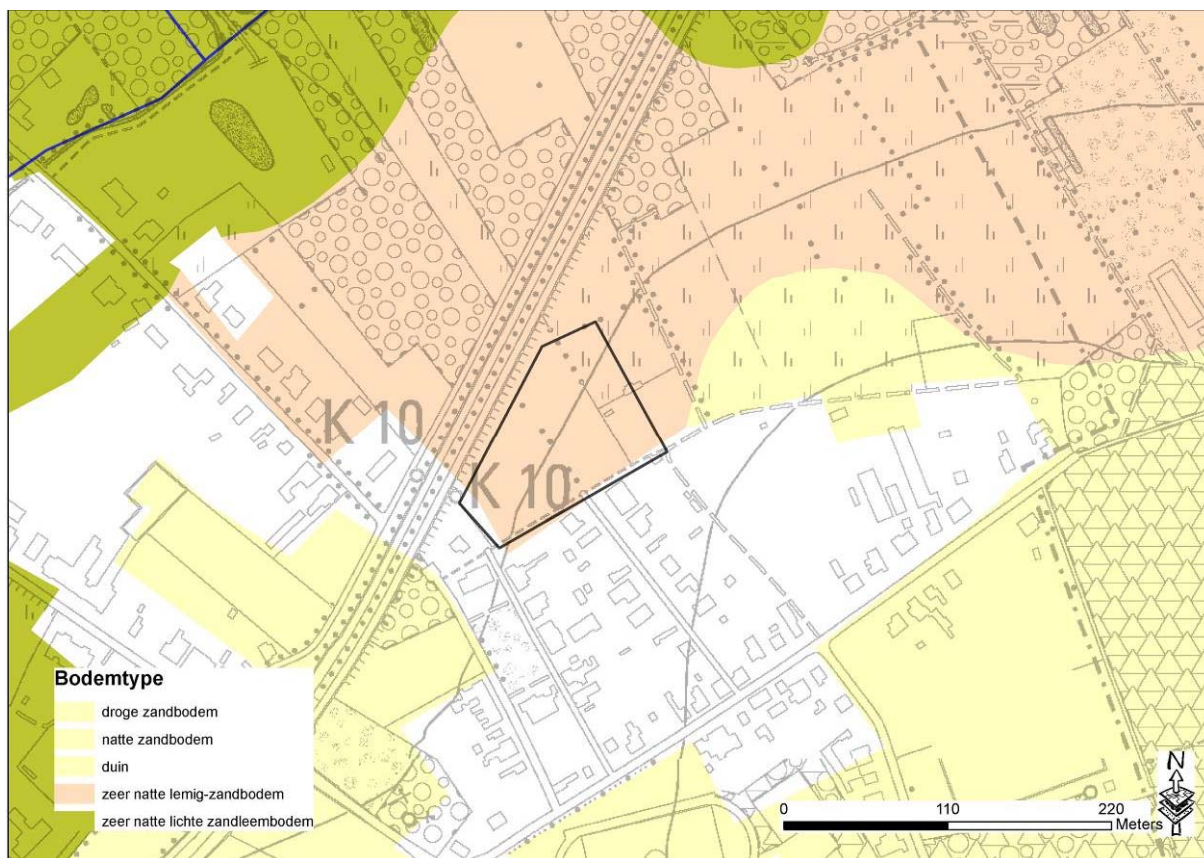 K 10
K 10
Bodemtype
droge zandbodem
natte zandbodem
duin
zeer natte lemig-zandbodem
zeer natte lichte zandleembodem
N
0 110 220
Meters